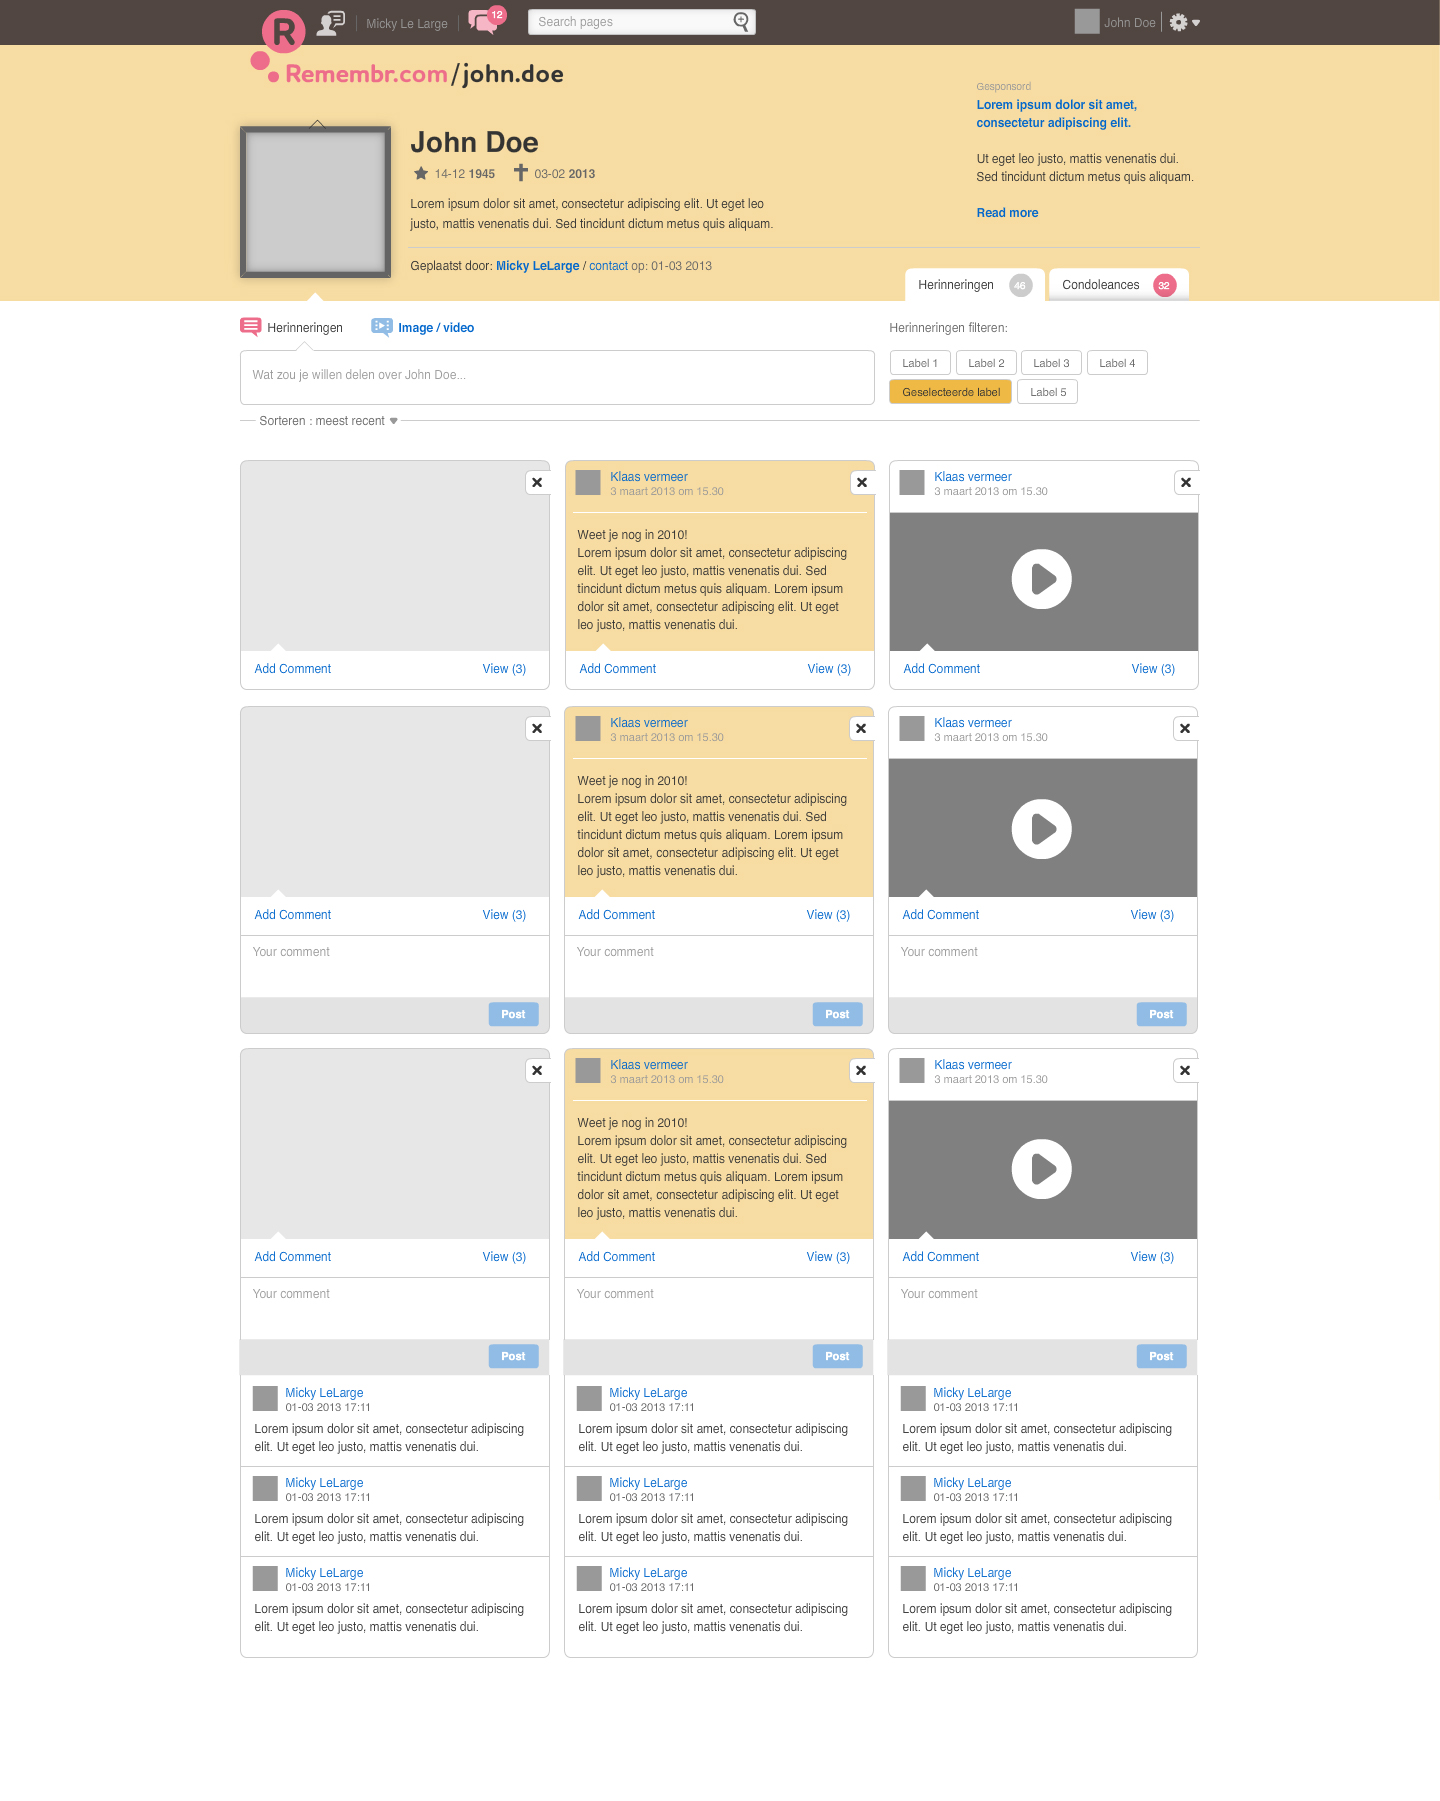 R
Micky Le Large
12
Search pages
John Doe
Remembr.com/john.doe
Gesponsord
Lorem ipsum dolor sit amet,
consectetur adipiscing elit.
Ut eget leo justo, mattis venenatis dui.
Sed tincidunt dictum metus quis aliquam.
Read more
John Doe
14-12 1945 03-02 2013
Lorem ipsum dolor sit amet, consectetur adipiscing elit. Ut eget leo
justo, mattis venenatis dui. Sed tincidunt dictum metus quis aliquam.
Geplaatst door: Micky LeLarge / contact op: 01-03 2013
Herinneringen 46
Condoleances 32
Herinneringen
Image / video
Wat zou je willen delen over John Doe...
Herinneringen filteren:
Label 1
Label 2
Label 3
Label 4
Geselecteerde label
Label 5
Sorteren : meest recent
Add Comment View (3)
Klaas vermeer
3 maart 2013 om 15.30
Weet je nog in 2010!
Lorem ipsum dolor sit amet, consectetur adipiscing
elit. Ut eget leo justo, mattis venenatis dui. Sed
tincidunt dictum metus quis aliquam. Lorem ipsum
dolor sit amet, consectetur adipiscing elit. Ut eget
leo justo, mattis venenatis dui.
Add Comment View (3)
Klaas vermeer
3 maart 2013 om 15.30
Add Comment View (3)
Add Comment View (3)
Your comment
Post
Klaas vermeer
3 maart 2013 om 15.30
Weet je nog in 2010!
Lorem ipsum dolor sit amet, consectetur adipiscing
elit. Ut eget leo justo, mattis venenatis dui. Sed
tincidunt dictum metus quis aliquam. Lorem ipsum
dolor sit amet, consectetur adipiscing elit. Ut eget
leo justo, mattis venenatis dui.
Add Comment View (3)
Your comment
Post
Klaas vermeer
3 maart 2013 om 15.30
Add Comment View (3)
Your comment
Post
Add Comment View (3)
Your comment
Post
Micky LeLarge
01-03 2013 17:11
Lorem ipsum dolor sit amet, consectetur adipiscing
elit. Ut eget leo justo, mattis venenatis dui.
Micky LeLarge
01-03 2013 17:11
Lorem ipsum dolor sit amet, consectetur adipiscing
elit. Ut eget leo justo, mattis venenatis dui.
Micky LeLarge
01-03 2013 17:11
Lorem ipsum dolor sit amet, consectetur adipiscing
elit. Ut eget leo justo, mattis venenatis dui.
Klaas vermeer
3 maart 2013 om 15.30
Weet je nog in 2010!
Lorem ipsum dolor sit amet, consectetur adipiscing
elit. Ut eget leo justo, mattis venenatis dui. Sed
tincidunt dictum metus quis aliquam. Lorem ipsum
dolor sit amet, consectetur adipiscing elit. Ut eget
leo justo, mattis venenatis dui.
Add Comment View (3)
Your comment
Post
Micky LeLarge
01-03 2013 17:11
Lorem ipsum dolor sit amet, consectetur adipiscing
elit. Ut eget leo justo, mattis venenatis dui.
Micky LeLarge
01-03 2013 17:11
Lorem ipsum dolor sit amet, consectetur adipiscing
elit. Ut eget leo justo, mattis venenatis dui.
Micky LeLarge
01-03 2013 17:11
Lorem ipsum dolor sit amet, consectetur adipiscing
elit. Ut eget leo justo, mattis venenatis dui.
Klaas vermeer
3 maart 2013 om 15.30
Add Comment View (3)
Your comment
Post
Micky LeLarge
01-03 2013 17:11
Lorem ipsum dolor sit amet, consectetur adipiscing
elit. Ut eget leo justo, mattis venenatis dui.
Micky LeLarge
01-03 2013 17:11
Lorem ipsum dolor sit amet, consectetur adipiscing
elit. Ut eget leo justo, mattis venenatis dui.
Micky LeLarge
01-03 2013 17:11
Lorem ipsum dolor sit amet, consectetur adipiscing
elit. Ut eget leo justo, mattis venenatis dui.